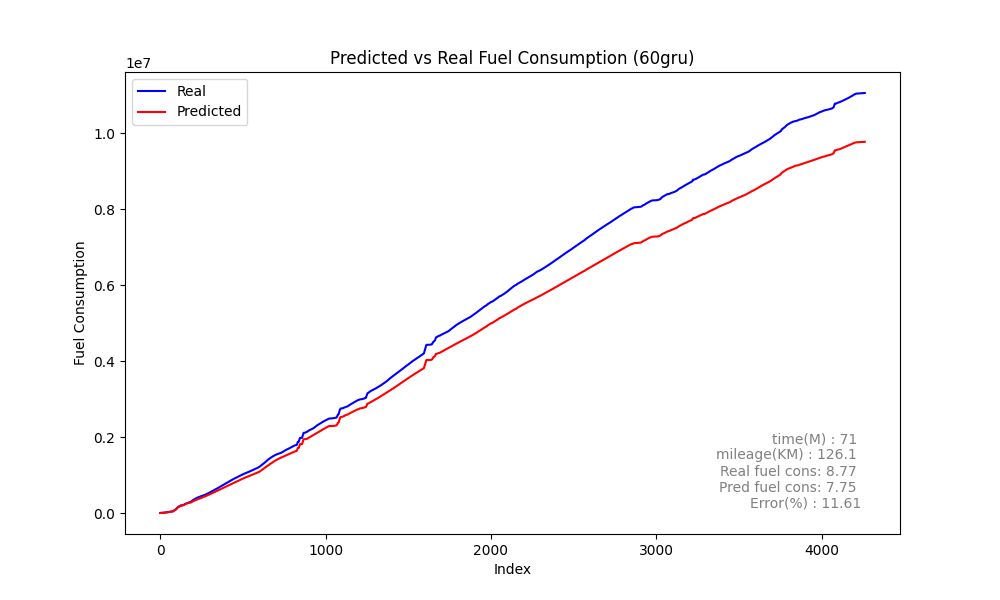 Predicted vs Real Fuel Consumption (60gru)
1e7
Real
Predicted
1.0
0.8
0.6
0.4
0.2
0.0
Fuel Consumption
time(M) : 71
mileage(KM) : 126.1
Real fuel cons: 8.77
Pred fuel cons: 7.75
Error(%) : 11.61
0 1000 2000 3000 4000
Index